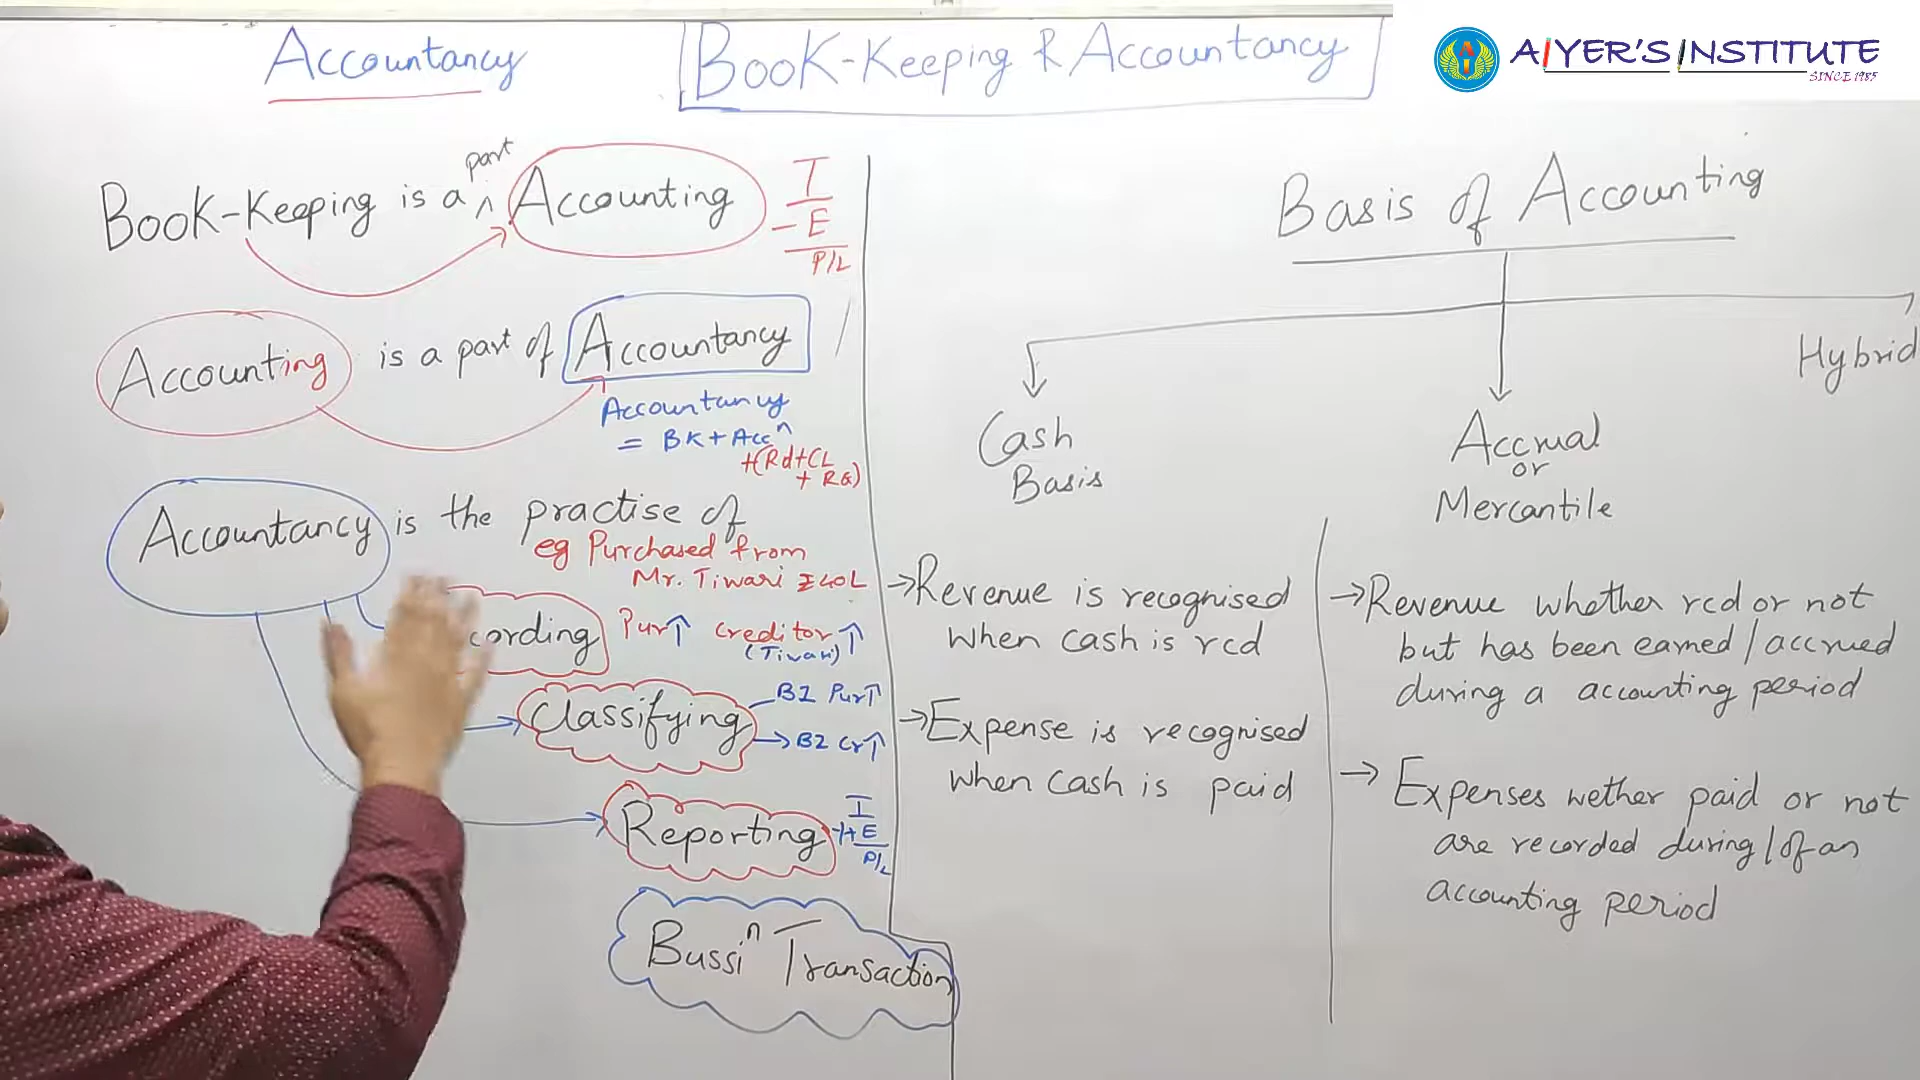 Accountancy
Book-Keeping & Accountancy
AIYER'S INSTITUTE
SINCE 1985
Book-Keeping is a part Accounting
I
- E
P/L
Accounting is a part of Accountancy
Accountancy
= BK + Accⁿ
+(Rd+CL
+ RG)
Accountancy is the practise of
eg Purchased from
Mr. Tiwari ₹40L
cording Pur↑ Creditor↑
(Tiwari)
Classifying
B1 Pur↑
B2 Cr↑
Reporting
I
E
P/L
Bussiⁿ Transaction
Basis of Accounting
Cash
Basis
Accrual
or
Mercantile
Hybrid
→Revenue is recognised
when cash is rcd
→Expense is recognised
when cash is paid
→Revenue whether rcd or not
but has been earned / accrued
during a accounting period
→ Expenses wether paid or not
are recorded during / of an
accounting period